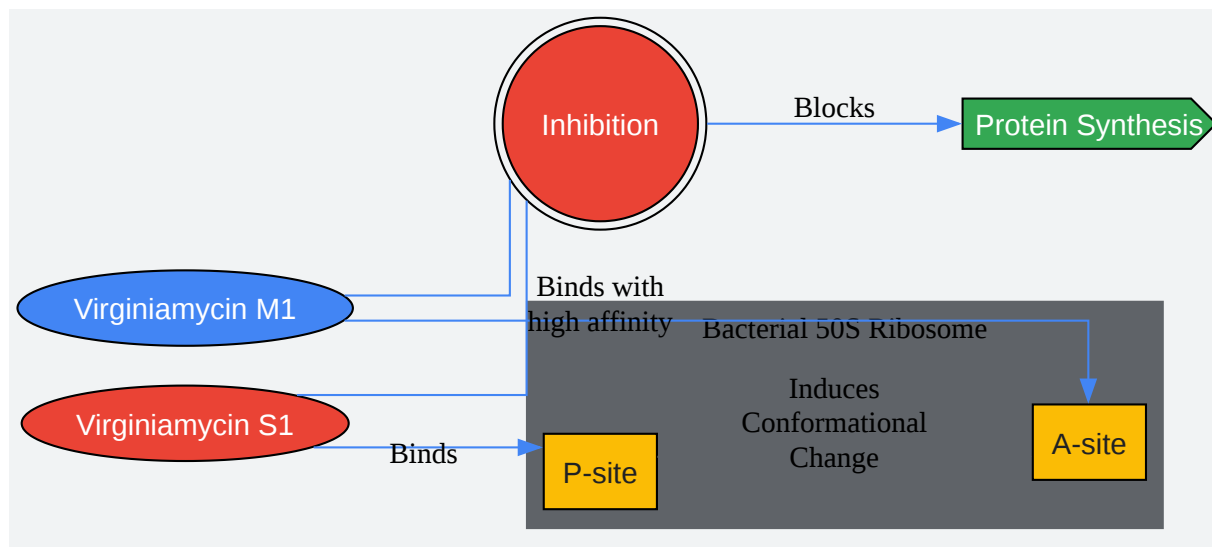 Inhibition
Blocks
Protein Synthesis
Virginiamycin M1
Binds with
high affinity
Bacterial 50S Ribosome
Induces
Conformational
Change
A-site
Virginiamycin S1
Binds
P-site